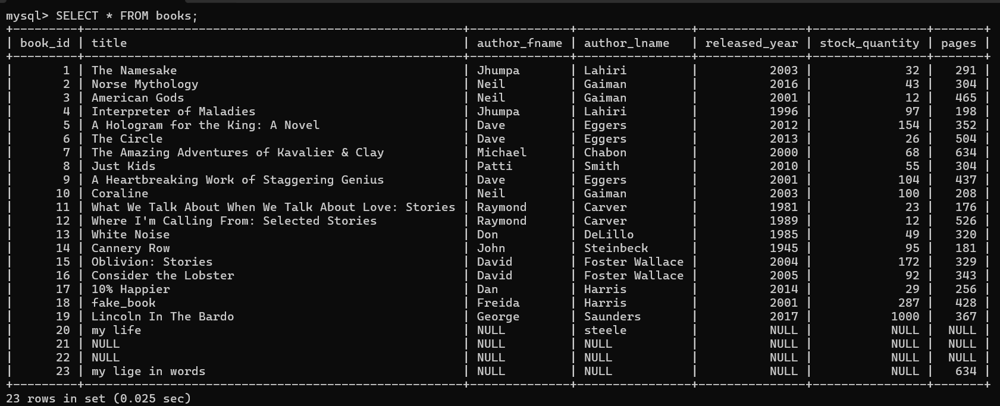 mysql> SELECT * FROM books;
+---------+-----------------------------------------------------+--------------+----------------+---------------+----------------+-------+
| book_id | title                                               | author_fname | author_lname   | released_year | stock_quantity | pages |
+---------+-----------------------------------------------------+--------------+----------------+---------------+----------------+-------+
|       1 | The Namesake                                        | Jhumpa       | Lahiri         |          2003 |             32 |   291 |
|       2 | Norse Mythology                                     | Neil         | Gaiman         |          2016 |             43 |   304 |
|       3 | American Gods                                       | Neil         | Gaiman         |          2001 |             12 |   465 |
|       4 | Interpreter of Maladies                             | Jhumpa       | Lahiri         |          1996 |             97 |   198 |
|       5 | A Hologram for the King: A Novel                    | Dave         | Eggers         |          2012 |            154 |   352 |
|       6 | The Circle                                          | Dave         | Eggers         |          2013 |             26 |   504 |
|       7 | The Amazing Adventures of Kavalier & Clay           | Michael      | Chabon         |          2000 |             68 |   634 |
|       8 | Just Kids                                           | Patti        | Smith          |          2010 |             55 |   304 |
|       9 | A Heartbreaking Work of Staggering Genius           | Dave         | Eggers         |          2001 |            104 |   437 |
|      10 | Coraline                                            | Neil         | Gaiman         |          2003 |            100 |   208 |
|      11 | What We Talk About When We Talk About Love: Stories | Raymond      | Carver         |          1981 |             23 |   176 |
|      12 | Where I'm Calling From: Selected Stories            | Raymond      | Carver         |          1989 |             12 |   526 |
|      13 | White Noise                                         | Don          | DeLillo        |          1985 |             49 |   320 |
|      14 | Cannery Row                                         | John         | Steinbeck      |          1945 |             95 |   181 |
|      15 | Oblivion: Stories                                   | David        | Foster Wallace |          2004 |            172 |   329 |
|      16 | Consider the Lobster                                | David        | Foster Wallace |          2005 |             92 |   343 |
|      17 | 10% Happier                                         | Dan          | Harris         |          2014 |             29 |   256 |
|      18 | fake_book                                           | Freida       | Harris         |          2001 |            287 |   428 |
|      19 | Lincoln In The Bardo                                | George       | Saunders       |          2017 |           1000 |   367 |
|      20 | my life                                             | NULL         | steele         |          NULL |           NULL |  NULL |
|      21 | NULL                                                | NULL         | NULL           |          NULL |           NULL |  NULL |
|      22 | NULL                                                | NULL         | NULL           |          NULL |           NULL |  NULL |
|      23 | my lige in words                                    | NULL         | NULL           |          NULL |           NULL |   634 |
+---------+-----------------------------------------------------+--------------+----------------+---------------+----------------+-------+
23 rows in set (0.025 sec)